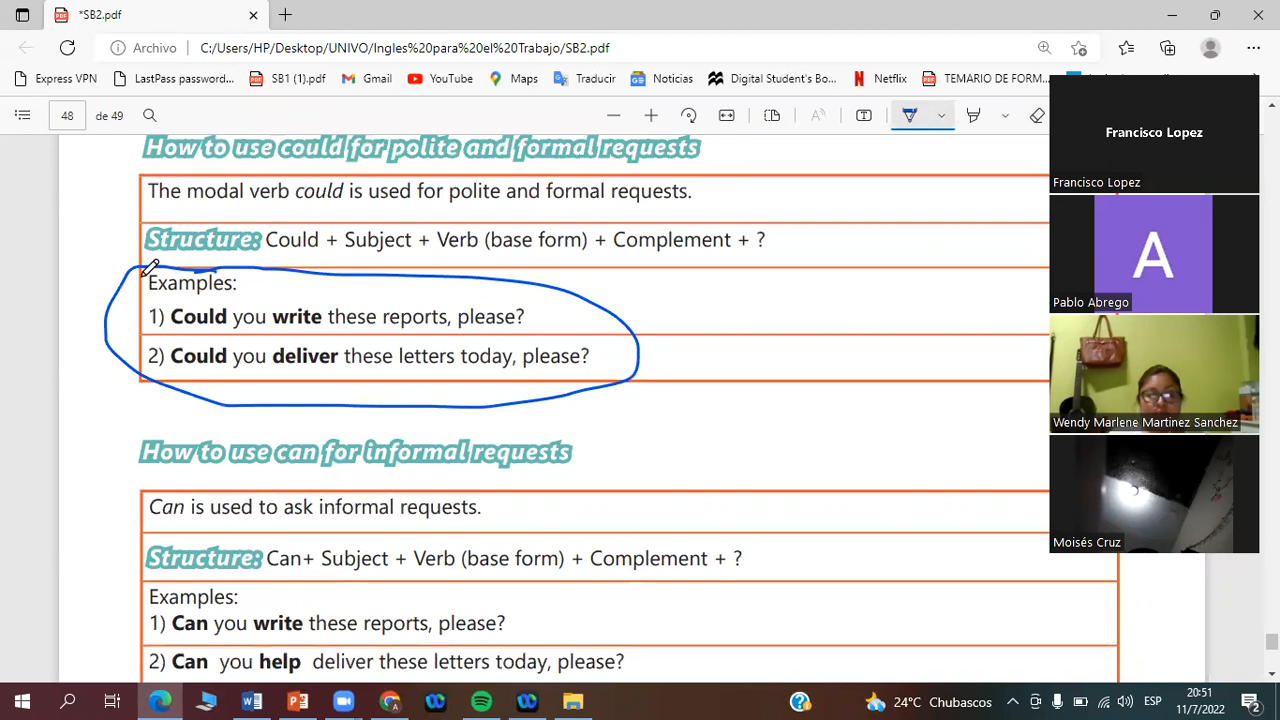 *SB2.pdf
Archivo
C:/Users/HP/Desktop/UNIVO/Ingles%20para%20el%20Trabajo/SB2.pdf
Express VPN
LastPass password...
SB1 (1).pdf
Gmail
YouTube
Maps
Traducir
Noticias
Digital Student's Bo...
Netflix
TEMARIO DE FORM...
48
de 49
How to use could for polite and formal requests
The modal verb could is used for polite and formal requests.
Structure: Could + Subject + Verb (base form) + Complement + ?
Examples:
1) Could you write these reports, please?
2) Could you deliver these letters today, please?
How to use can for informal requests
Can is used to ask informal requests.
Structure: Can+ Subject + Verb (base form) + Complement + ?
Examples:
1) Can you write these reports, please?
2) Can you help deliver these letters today, please?
Francisco Lopez
Francisco Lopez
A
Pablo Abrego
Wendy Marlene Martinez Sanchez
Moisés Cruz
24°C Chubascos
ESP
20:51
11/7/2022
2